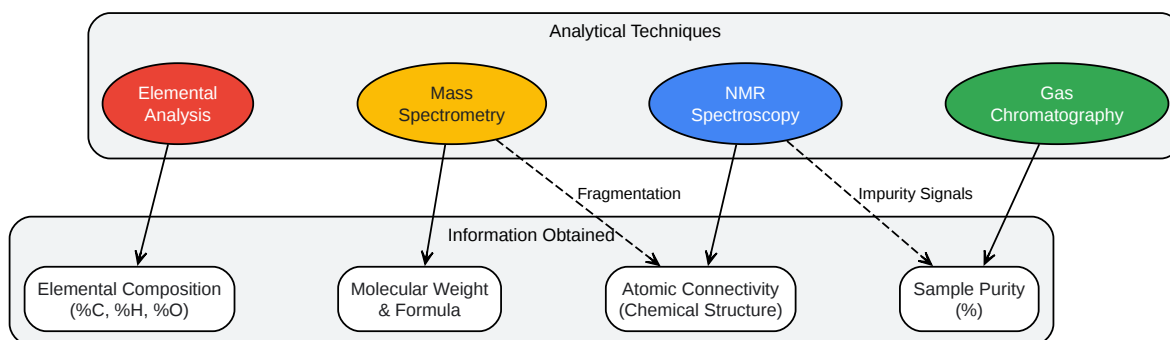 Analytical Techniques
Elemental
Analysis
Mass
Spectrometry
NMR
Spectroscopy
Gas
Chromatography
Fragmentation
Impurity Signals
Information Obtained
Elemental Composition
(%C, %H, %O)
Molecular Weight
& Formula
Atomic Connectivity
(Chemical Structure)
Sample Purity
(%)